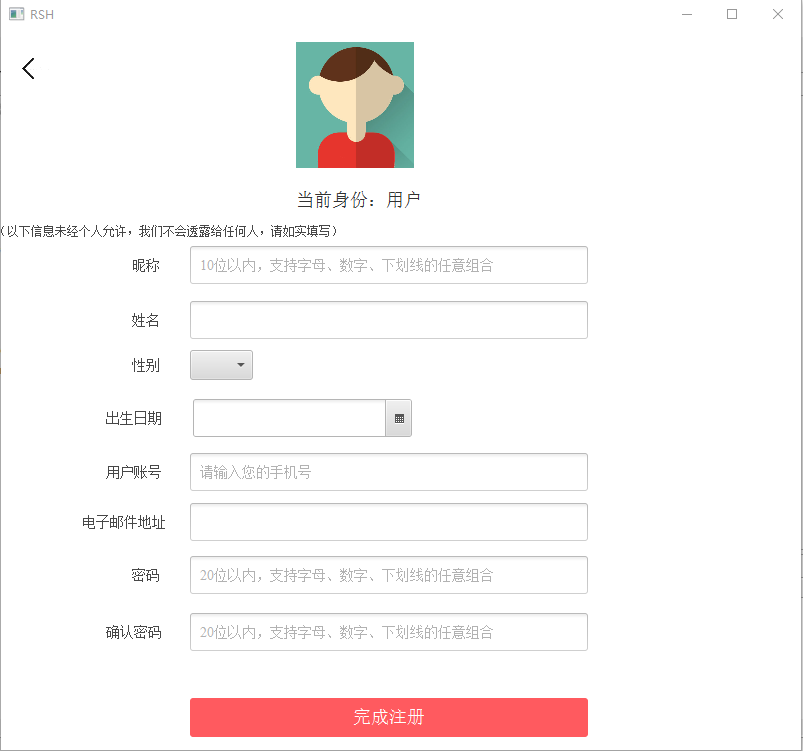 RSH
当前身份：用户
（以下信息未经个人允许，我们不会透露给任何人，请如实填写）
昵称 10位以内，支持字母、数字、下划线的任意组合
姓名
性别
出生日期
用户账号 请输入您的手机号
电子邮件地址
密码 20位以内，支持字母、数字、下划线的任意组合
确认密码 20位以内，支持字母、数字、下划线的任意组合
完成注册